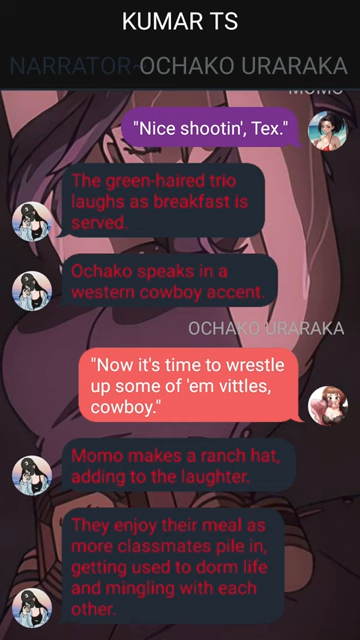 KUMAR TS
NARRATOR~OCHAKO URARAKA
MOMO
"Nice shootin', Tex."
The green-haired trio
laughs as breakfast is
served.
Ochako speaks in a
western cowboy accent.
OCHAKO URARAKA
"Now it's time to wrestle
up some of 'em vittles,
cowboy."
Momo makes a ranch hat,
adding to the laughter.
They enjoy their meal as
more classmates pile in,
getting used to dorm life
and mingling with each
other.